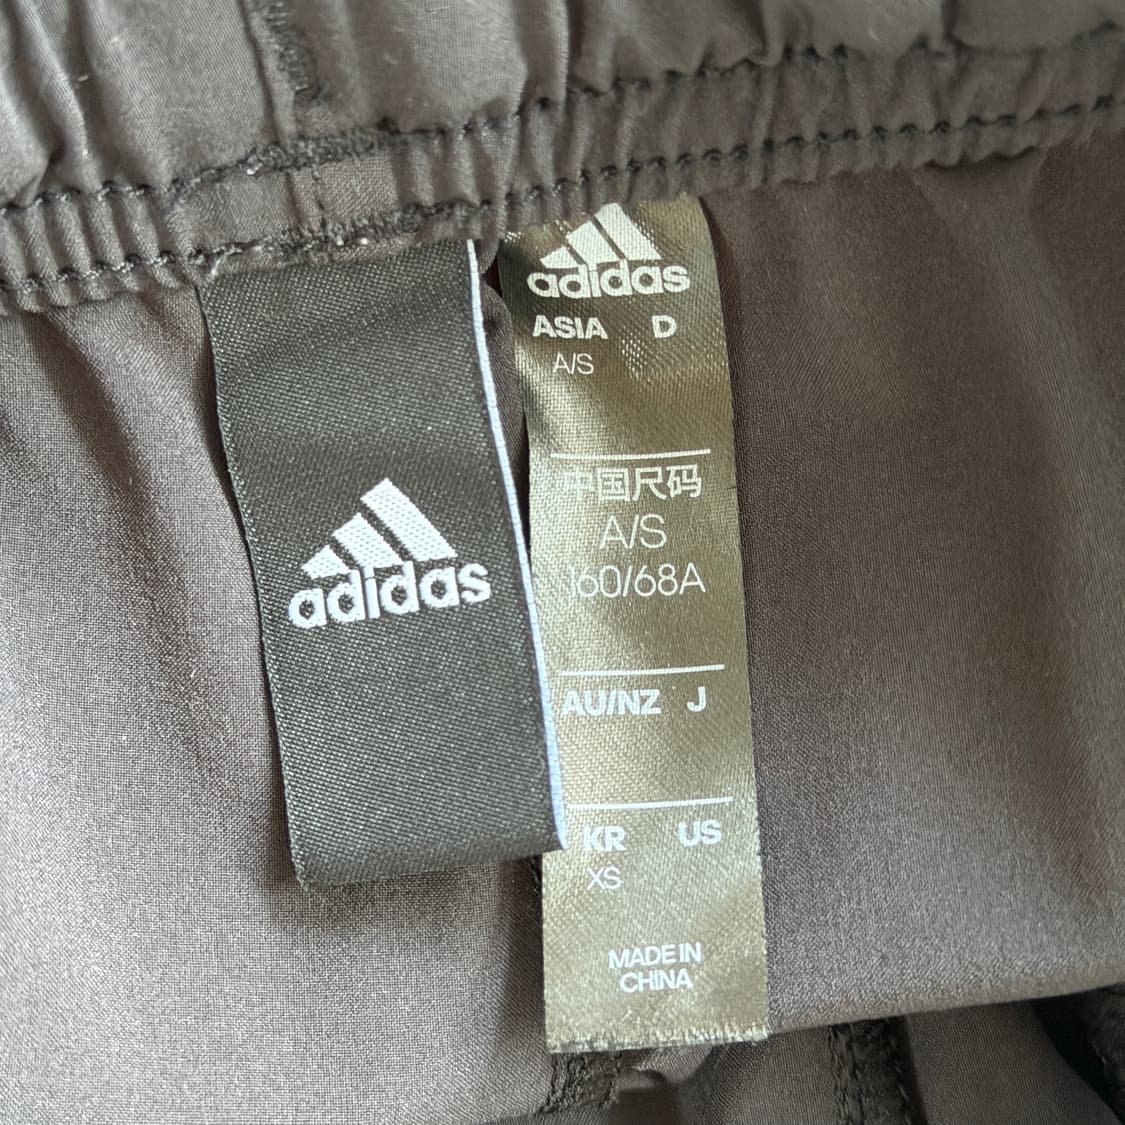 adidas
adidas
ASIA D
A/S
中国尺码
A/S
160/68A
AU/NZ J
KR US
XS
MADE IN
CHINA